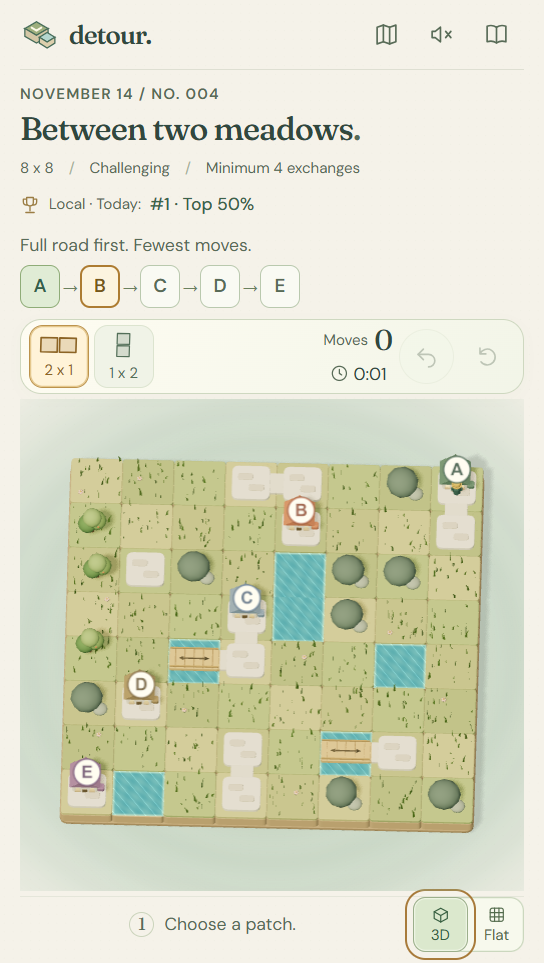 detour.
NOVEMBER 14 / NO. 004
Between two meadows.
8 x 8 / Challenging / Minimum 4 exchanges
Local · Today: #1 · Top 50%
Full road first. Fewest moves.
A → B → C → D → E
2 x 1
1 x 2
Moves 0
0:01
A
B
C
D
E
1 Choose a patch.
3D
Flat